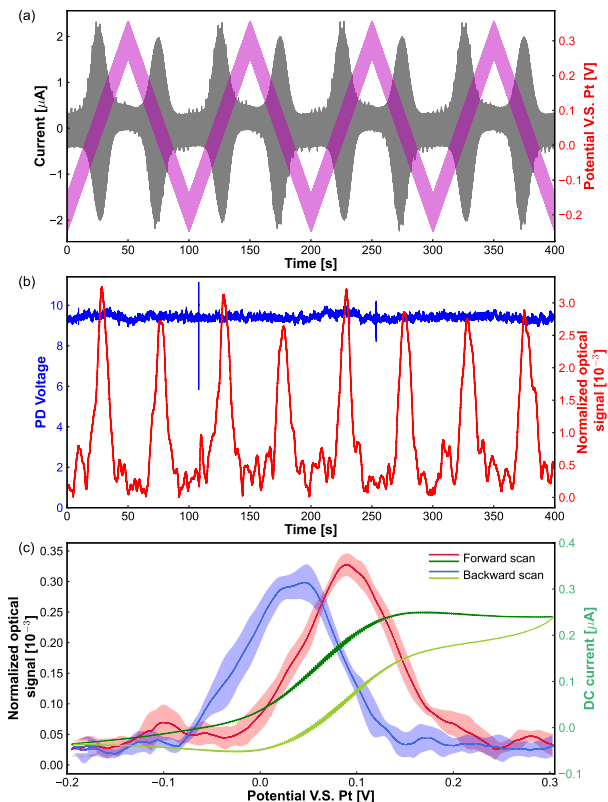 (a)
2
1
0
−1
−2
Current [μA]
0.3
0.2
0.1
0.0
−0.1
−0.2
Potential V.S. Pt [V]
0 50 100 150 200 250 300 350 400
Time [s]
(b)
10
8
6
4
2
0
PD Voltage
3.0
2.5
2.0
1.5
1.0
0.5
0.0
Normalized optical
signal [10⁻³]
0 50 100 150 200 250 300 350 400
Time [s]
(c)
0.35
0.30
0.25
0.20
0.15
0.10
0.05
0.00
Normalized optical
signal [10⁻³]
Forward scan
Backward scan
0.4
0.3
0.2
0.1
0.0
−0.1
DC current [μA]
−0.2 −0.1 0.0 0.1 0.2 0.3
Potential V.S. Pt [V]